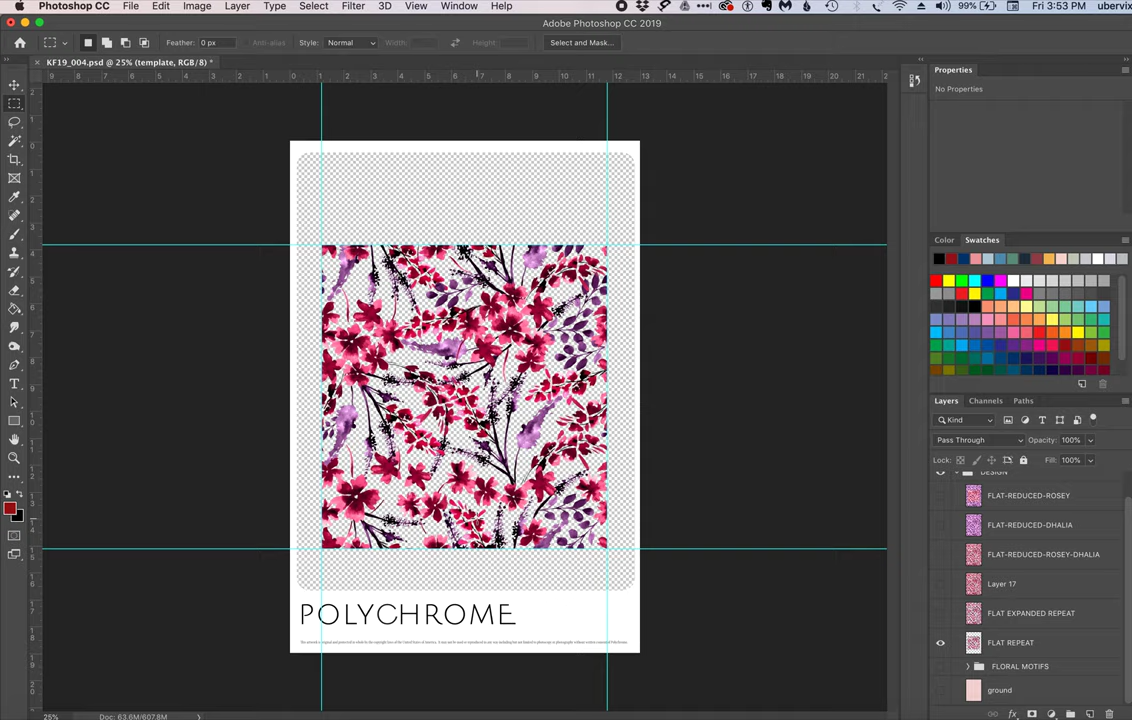 Photoshop CC File Edit Image Layer Type Select Filter 3D View Window Help 99% Fri 3:53 PM ubervix
Adobe Photoshop CC 2019
Feather: 0 px Anti-alias Style: Normal Width: Height: Select and Mask...
KF19_004.psd @ 25% (template, RGB/8) *
Properties
No Properties
Color Swatches
Layers Channels Paths
Kind
Pass Through Opacity: 100%
Lock: Fill: 100%
DESIGN
FLAT-REDUCED-ROSEY
FLAT-REDUCED-DHALIA
FLAT-REDUCED-ROSEY-DHALIA
Layer 17
FLAT EXPANDED REPEAT
FLAT REPEAT
FLORAL MOTIFS
ground
POLYCHROME
25% Doc: 63.6M/607.8M